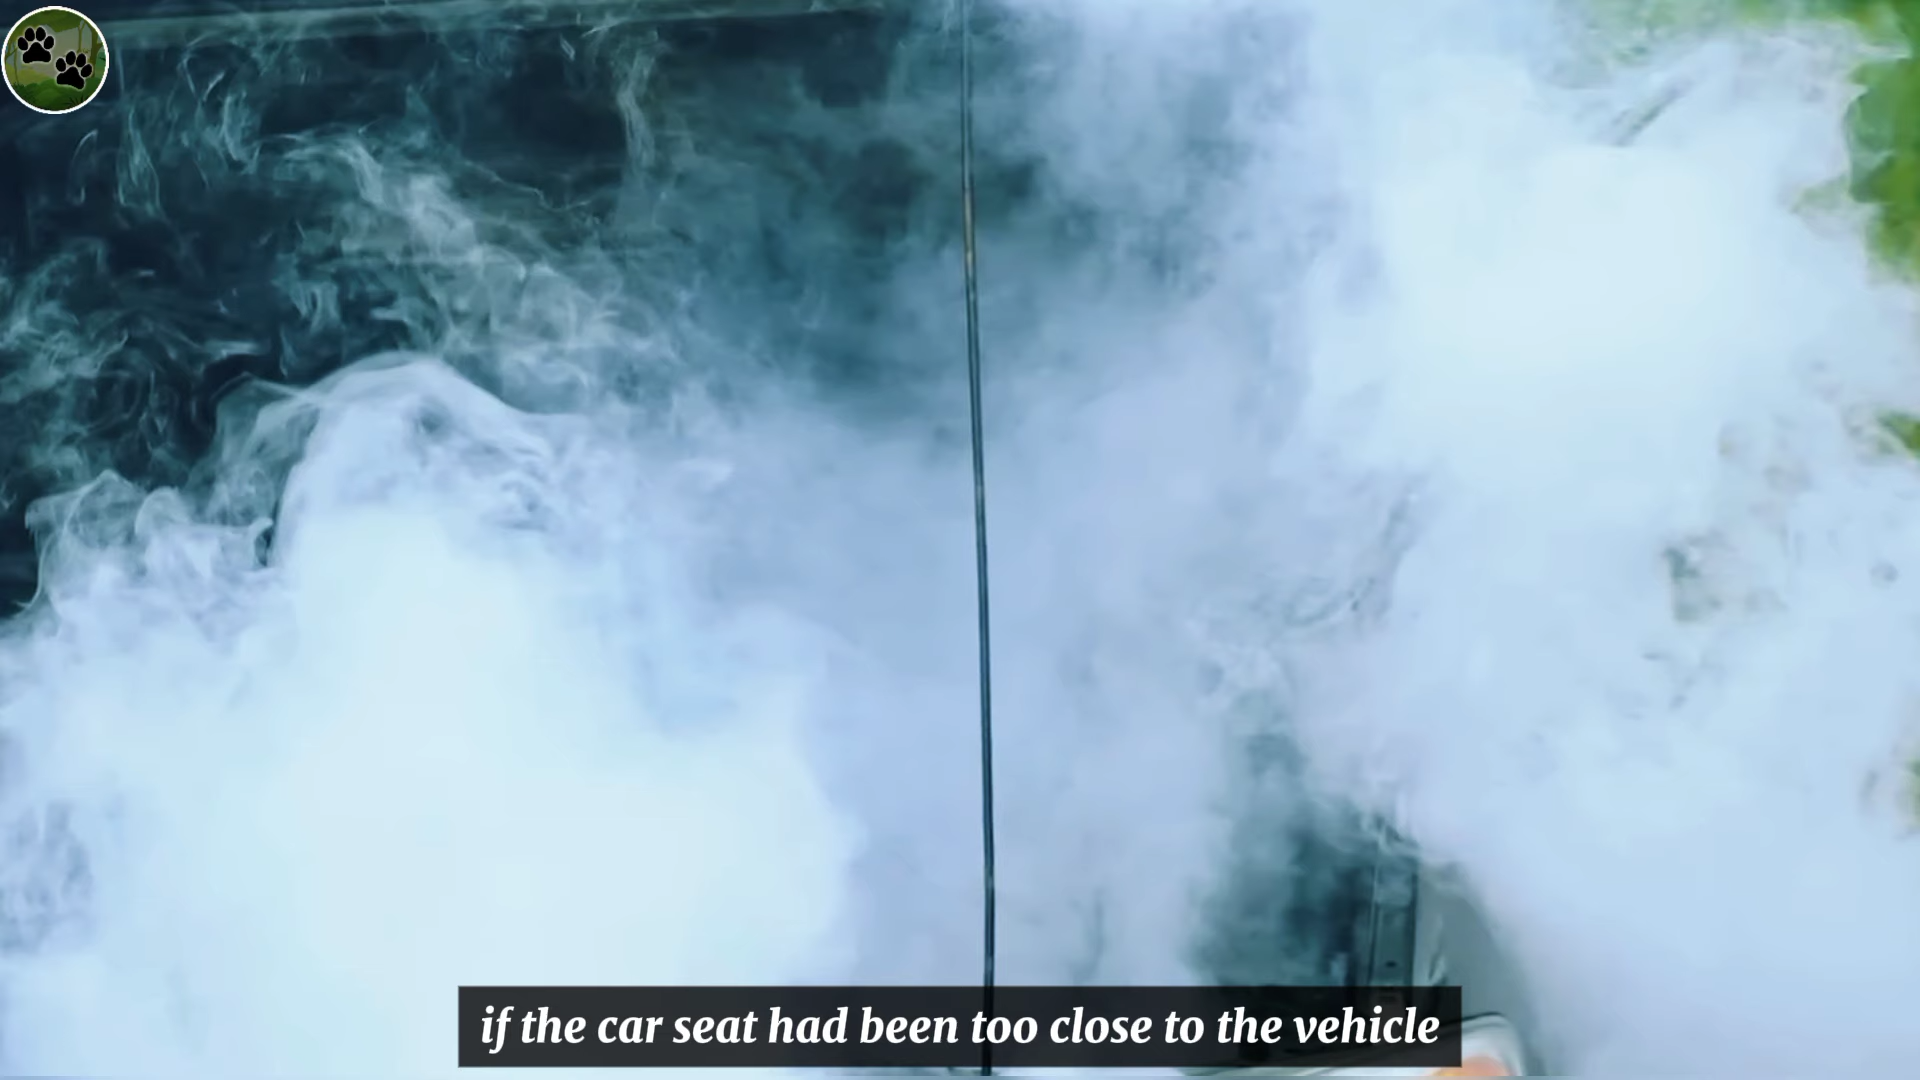 if the car seat had been too close to the vehicle